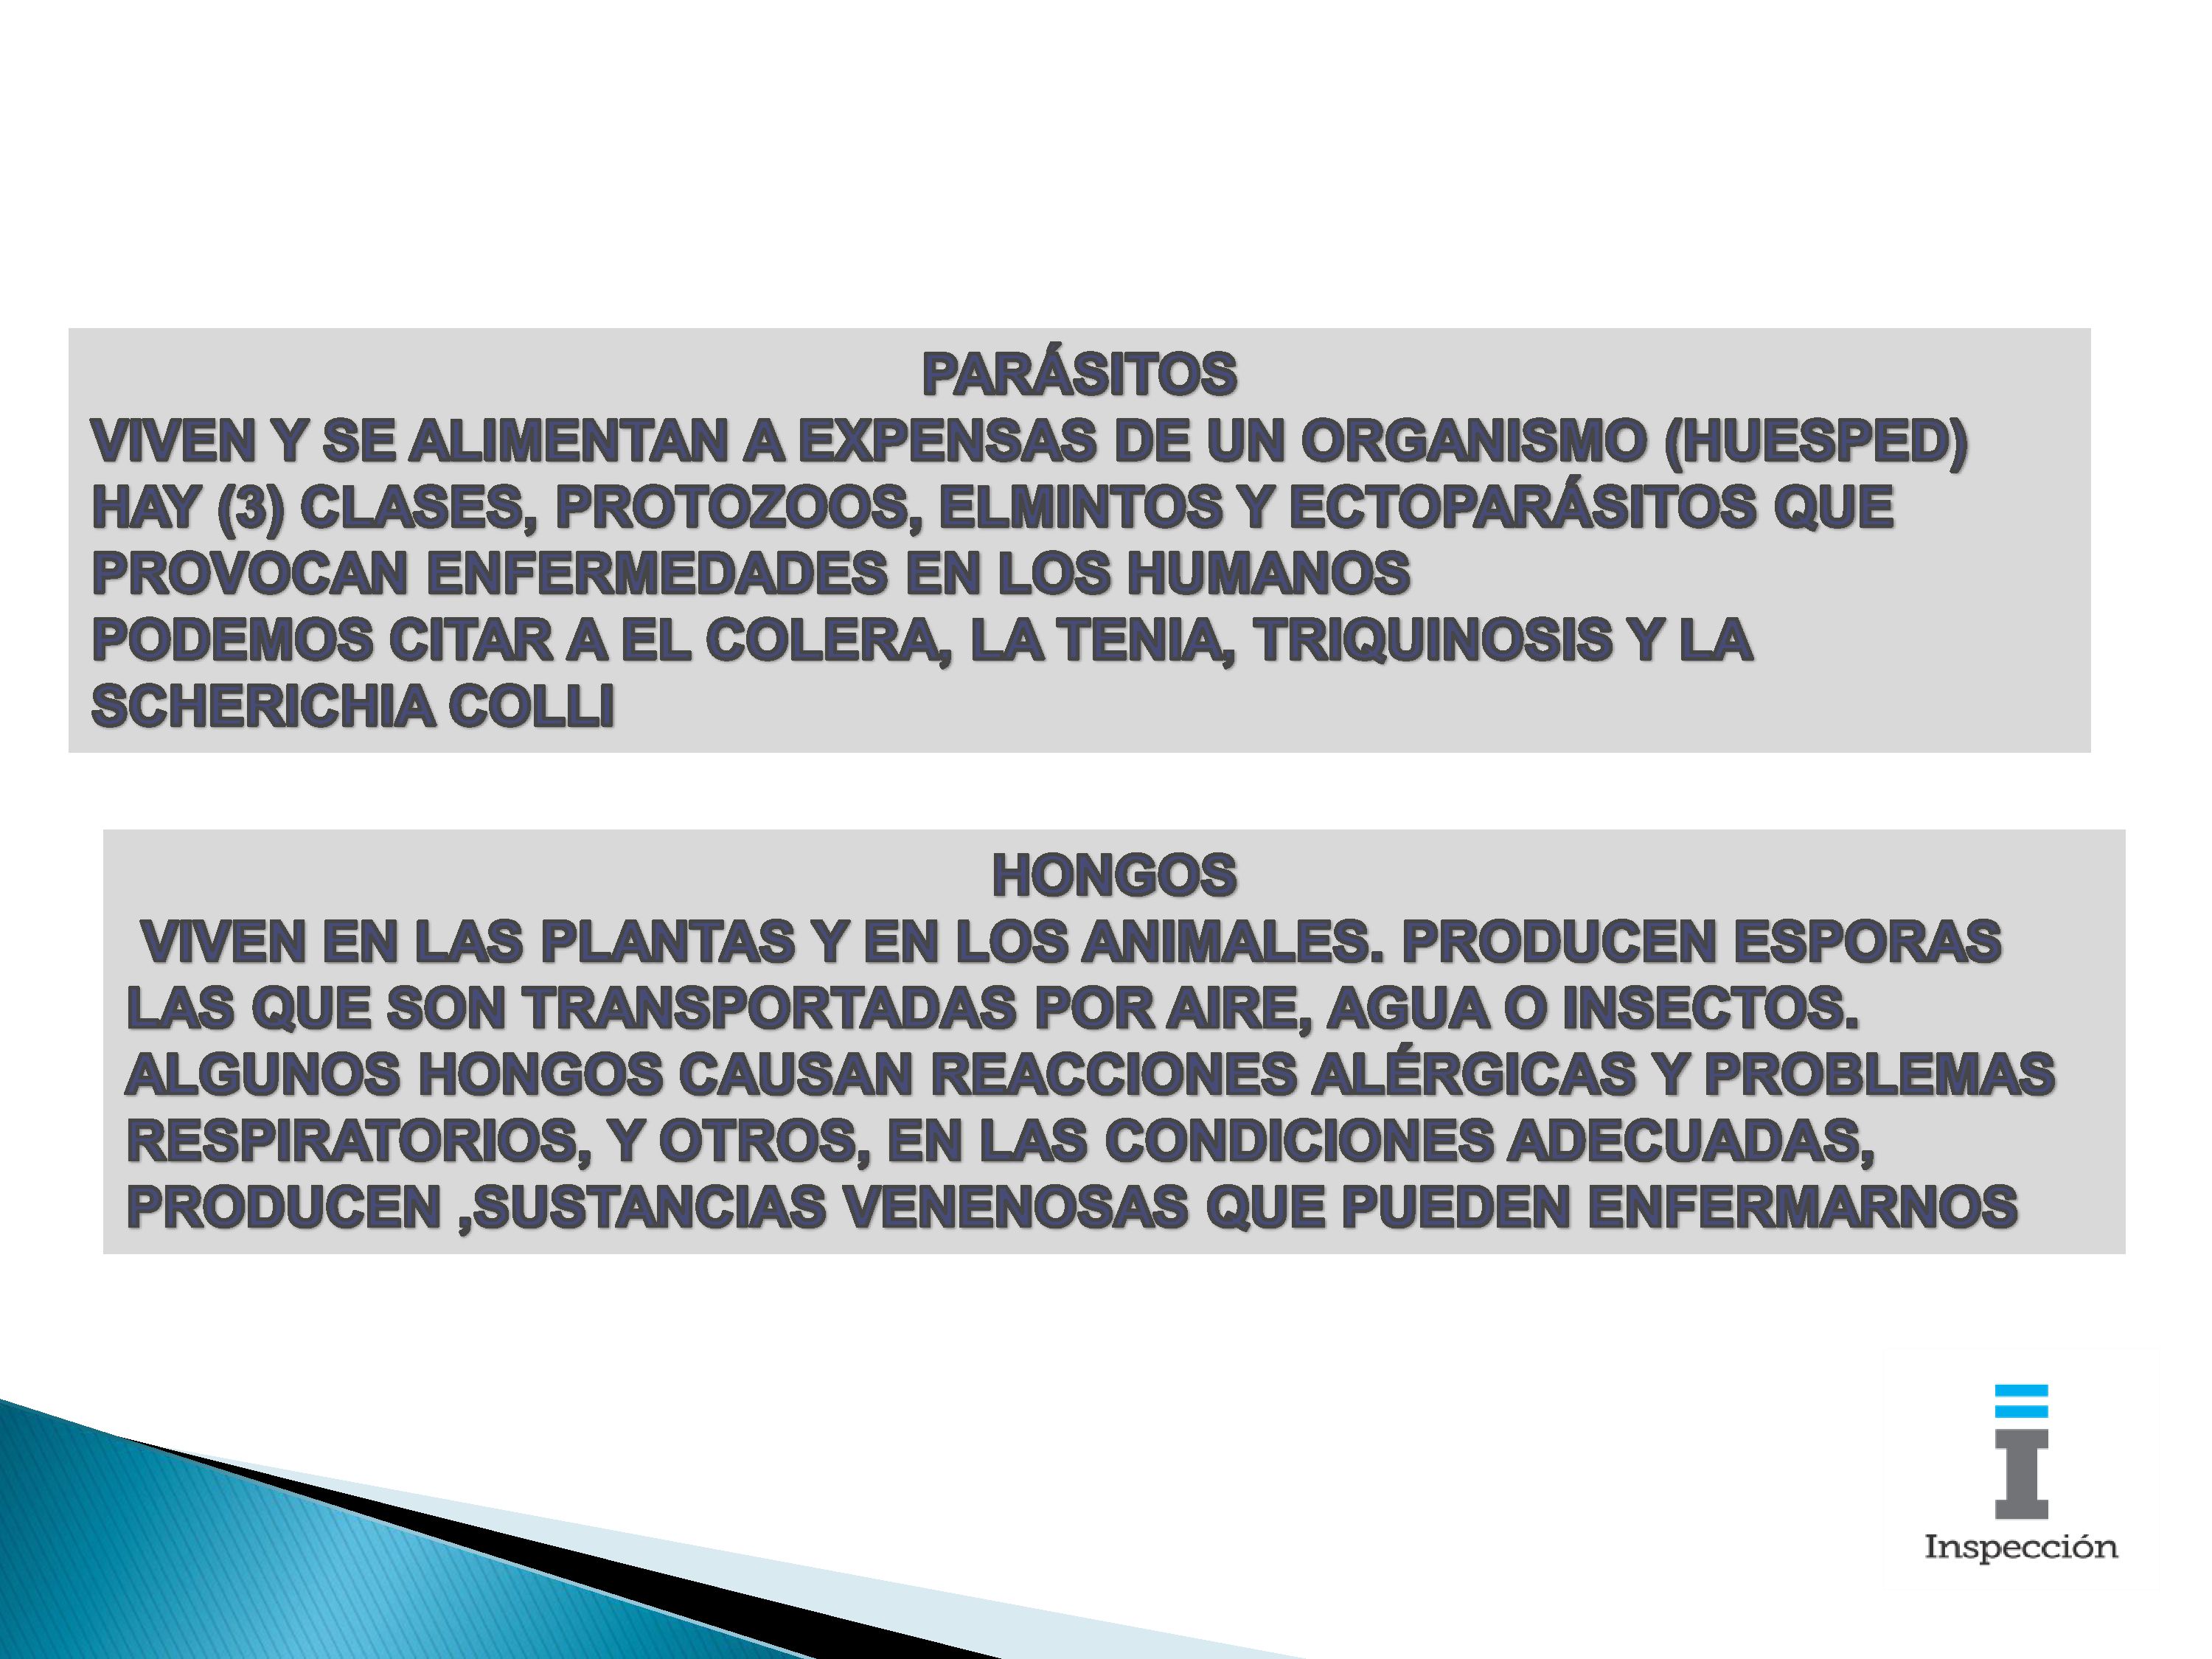 PARÁSITOS
VIVEN Y SE ALIMENTAN A EXPENSAS DE UN ORGANISMO (HUESPED)
HAY (3) CLASES, PROTOZOOS, ELMINTOS Y ECTOPARÁSITOS QUE
PROVOCAN ENFERMEDADES EN LOS HUMANOS
PODEMOS CITAR A EL COLERA, LA TENIA, TRIQUINOSIS Y LA
SCHERICHIA COLLI
HONGOS
VIVEN EN LAS PLANTAS Y EN LOS ANIMALES. PRODUCEN ESPORAS
LAS QUE SON TRANSPORTADAS POR AIRE, AGUA O INSECTOS.
ALGUNOS HONGOS CAUSAN REACCIONES ALÉRGICAS Y PROBLEMAS
RESPIRATORIOS, Y OTROS, EN LAS CONDICIONES ADECUADAS,
PRODUCEN ,SUSTANCIAS VENENOSAS QUE PUEDEN ENFERMARNOS
Inspección